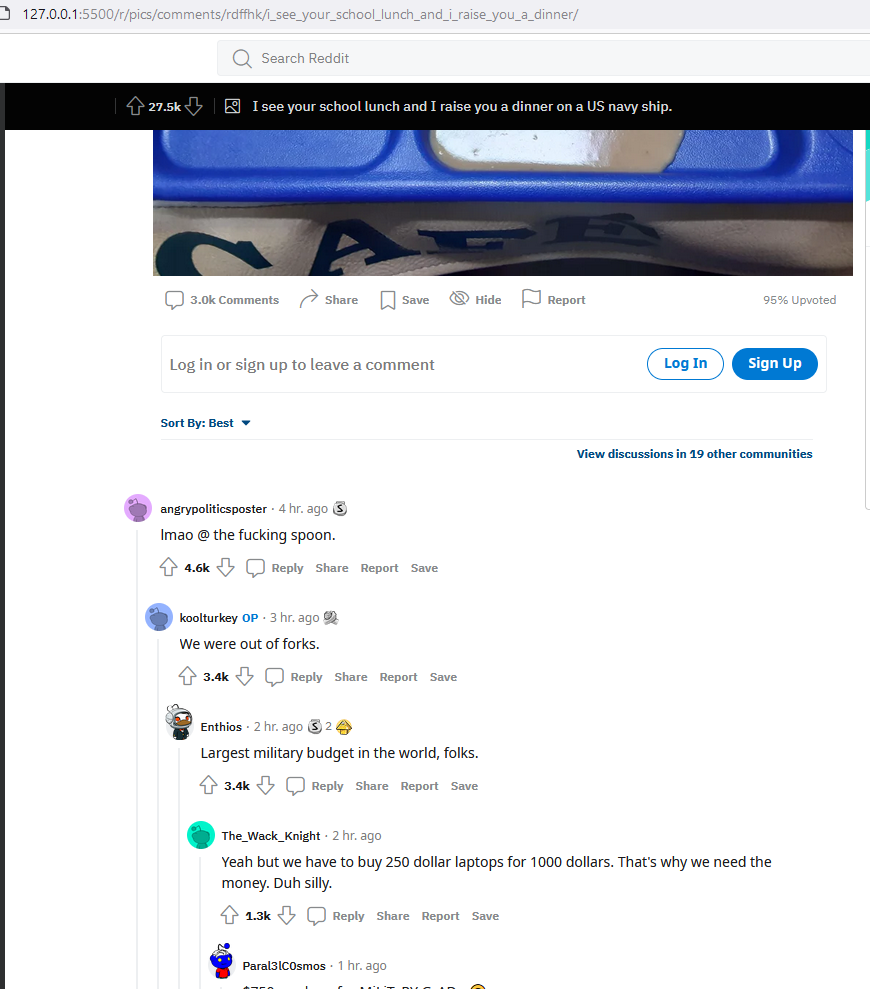 127.0.0.1:5500/r/pics/comments/rdffhk/i_see_your_school_lunch_and_i_raise_you_a_dinner/
Search Reddit
27.5k I see your school lunch and I raise you a dinner on a US navy ship.
CAFE
3.0k Comments Share Save Hide Report 95% Upvoted
Log in or sign up to leave a comment Log In Sign Up
Sort By: Best
View discussions in 19 other communities
angrypoliticsposter · 4 hr. ago S
lmao @ the fucking spoon.
4.6k Reply Share Report Save
koolturkey OP · 3 hr. ago
We were out of forks.
3.4k Reply Share Report Save
Enthios · 2 hr. ago S 2
Largest military budget in the world, folks.
3.4k Reply Share Report Save
The_Wack_Knight · 2 hr. ago
Yeah but we have to buy 250 dollar laptops for 1000 dollars. That's why we need the
money. Duh silly.
1.3k Reply Share Report Save
Paral3lC0smos · 1 hr. ago